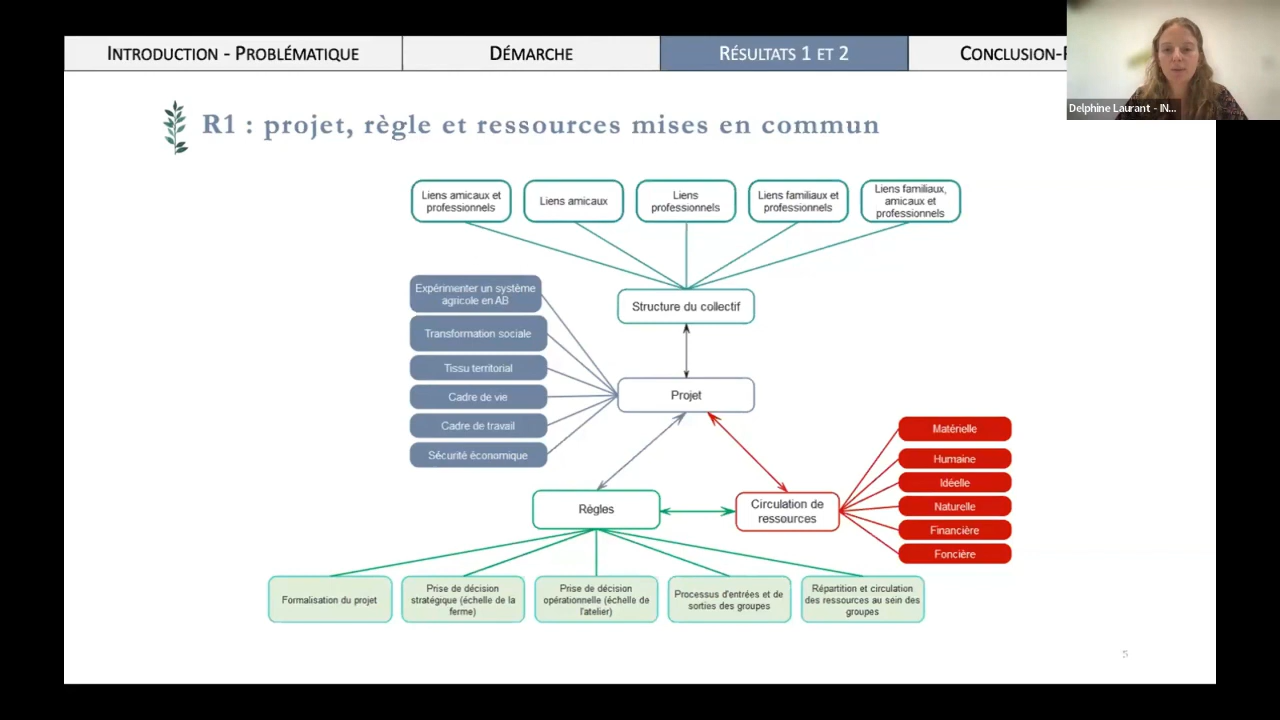 INTRODUCTION - PROBLÉMATIQUE
DÉMARCHE
RÉSULTATS 1 ET 2
CONCLUSION-
Delphine Laurant - IN...
R1 : projet, règle et ressources mises en commun
Liens amicaux et
professionnels
Liens amicaux
Liens
professionnels
Liens familiaux et
professionnels
Liens familiaux,
amicaux et
professionnels
Structure du collectif
Expérimenter un système
agricole en AB
Transformation sociale
Tissu territorial
Cadre de vie
Cadre de travail
Sécurité économique
Projet
Matérielle
Humaine
Idéelle
Naturelle
Financière
Foncière
Règles
Circulation de
ressources
Formalisation du projet
Prise de décision
stratégique (échelle de la
ferme)
Prise de décision
opérationnelle (échelle de
l'atelier)
Processus d'entrées et de
sorties des groupes
Répartition et circulation
des ressources au sein des
groupes
5